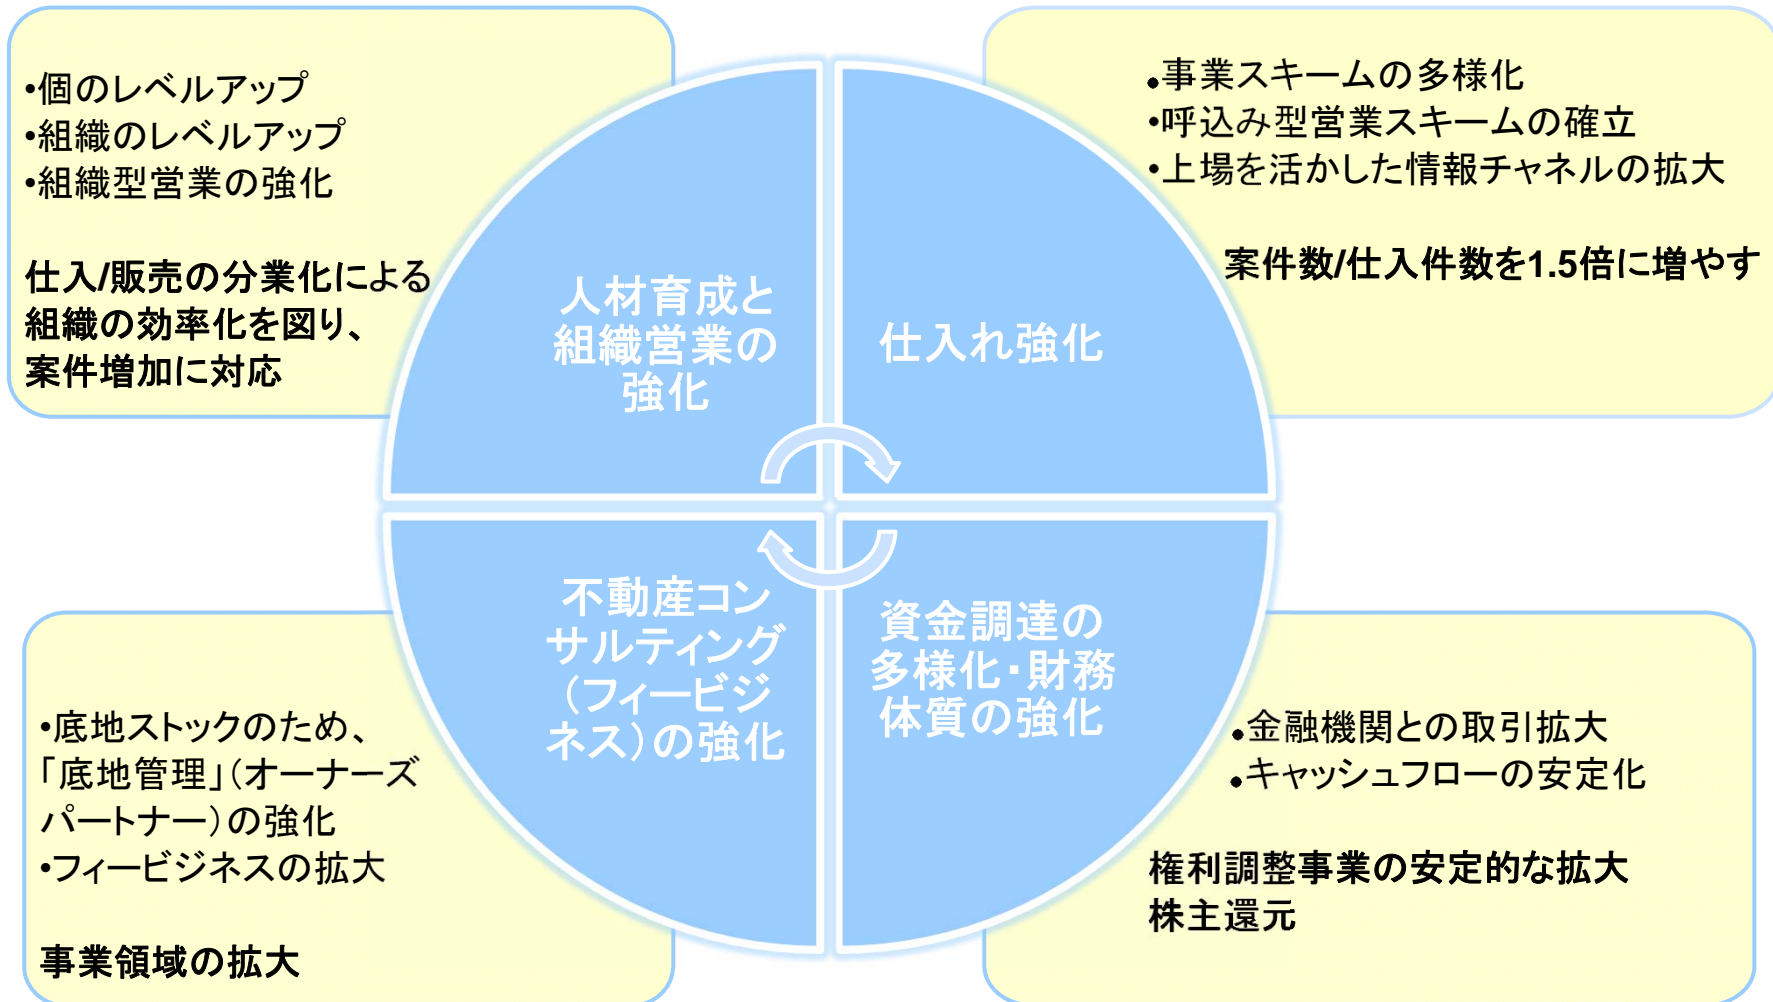 •個のレベルアップ
•組織のレベルアップ
•組織型営業の強化
仕入/販売の分業化による
組織の効率化を図り、
案件増加に対応
•事業スキームの多様化
•呼込み型営業スキームの確立
•上場を活かした情報チャネルの拡大
案件数/仕入件数を1.5倍に増やす
人材育成と
組織営業の
強化
仕入れ強化
不動産コン
サルティング
（フィービジ
ネス）の強化
資金調達の
多様化・財務
体質の強化
•底地ストックのため、
「底地管理」（オーナーズ
パートナー）の強化
•フィービジネスの拡大
事業領域の拡大
•金融機関との取引拡大
•キャッシュフローの安定化
権利調整事業の安定的な拡大
株主還元